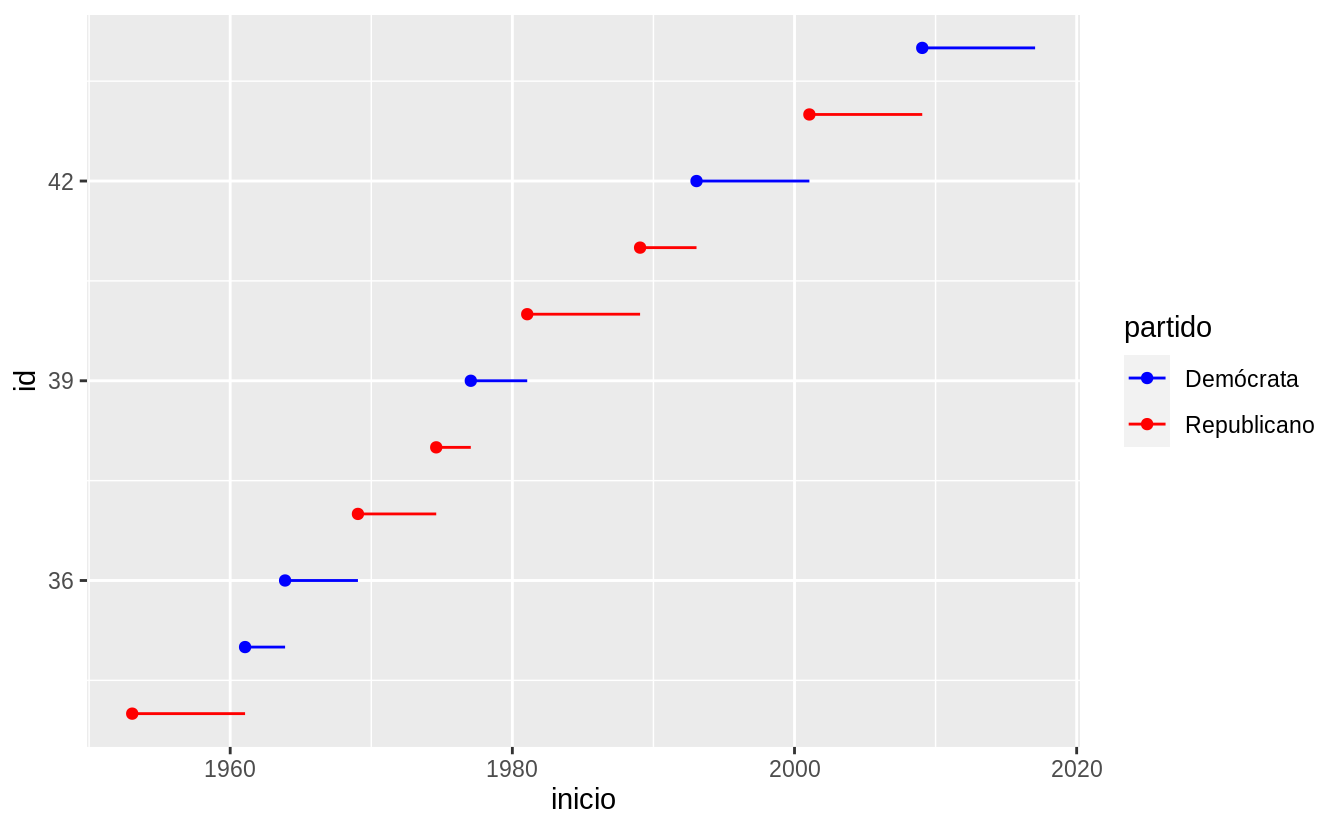 42
39
36
id
1960
1980
2000
2020
inicio
partido
Demócrata
Republicano